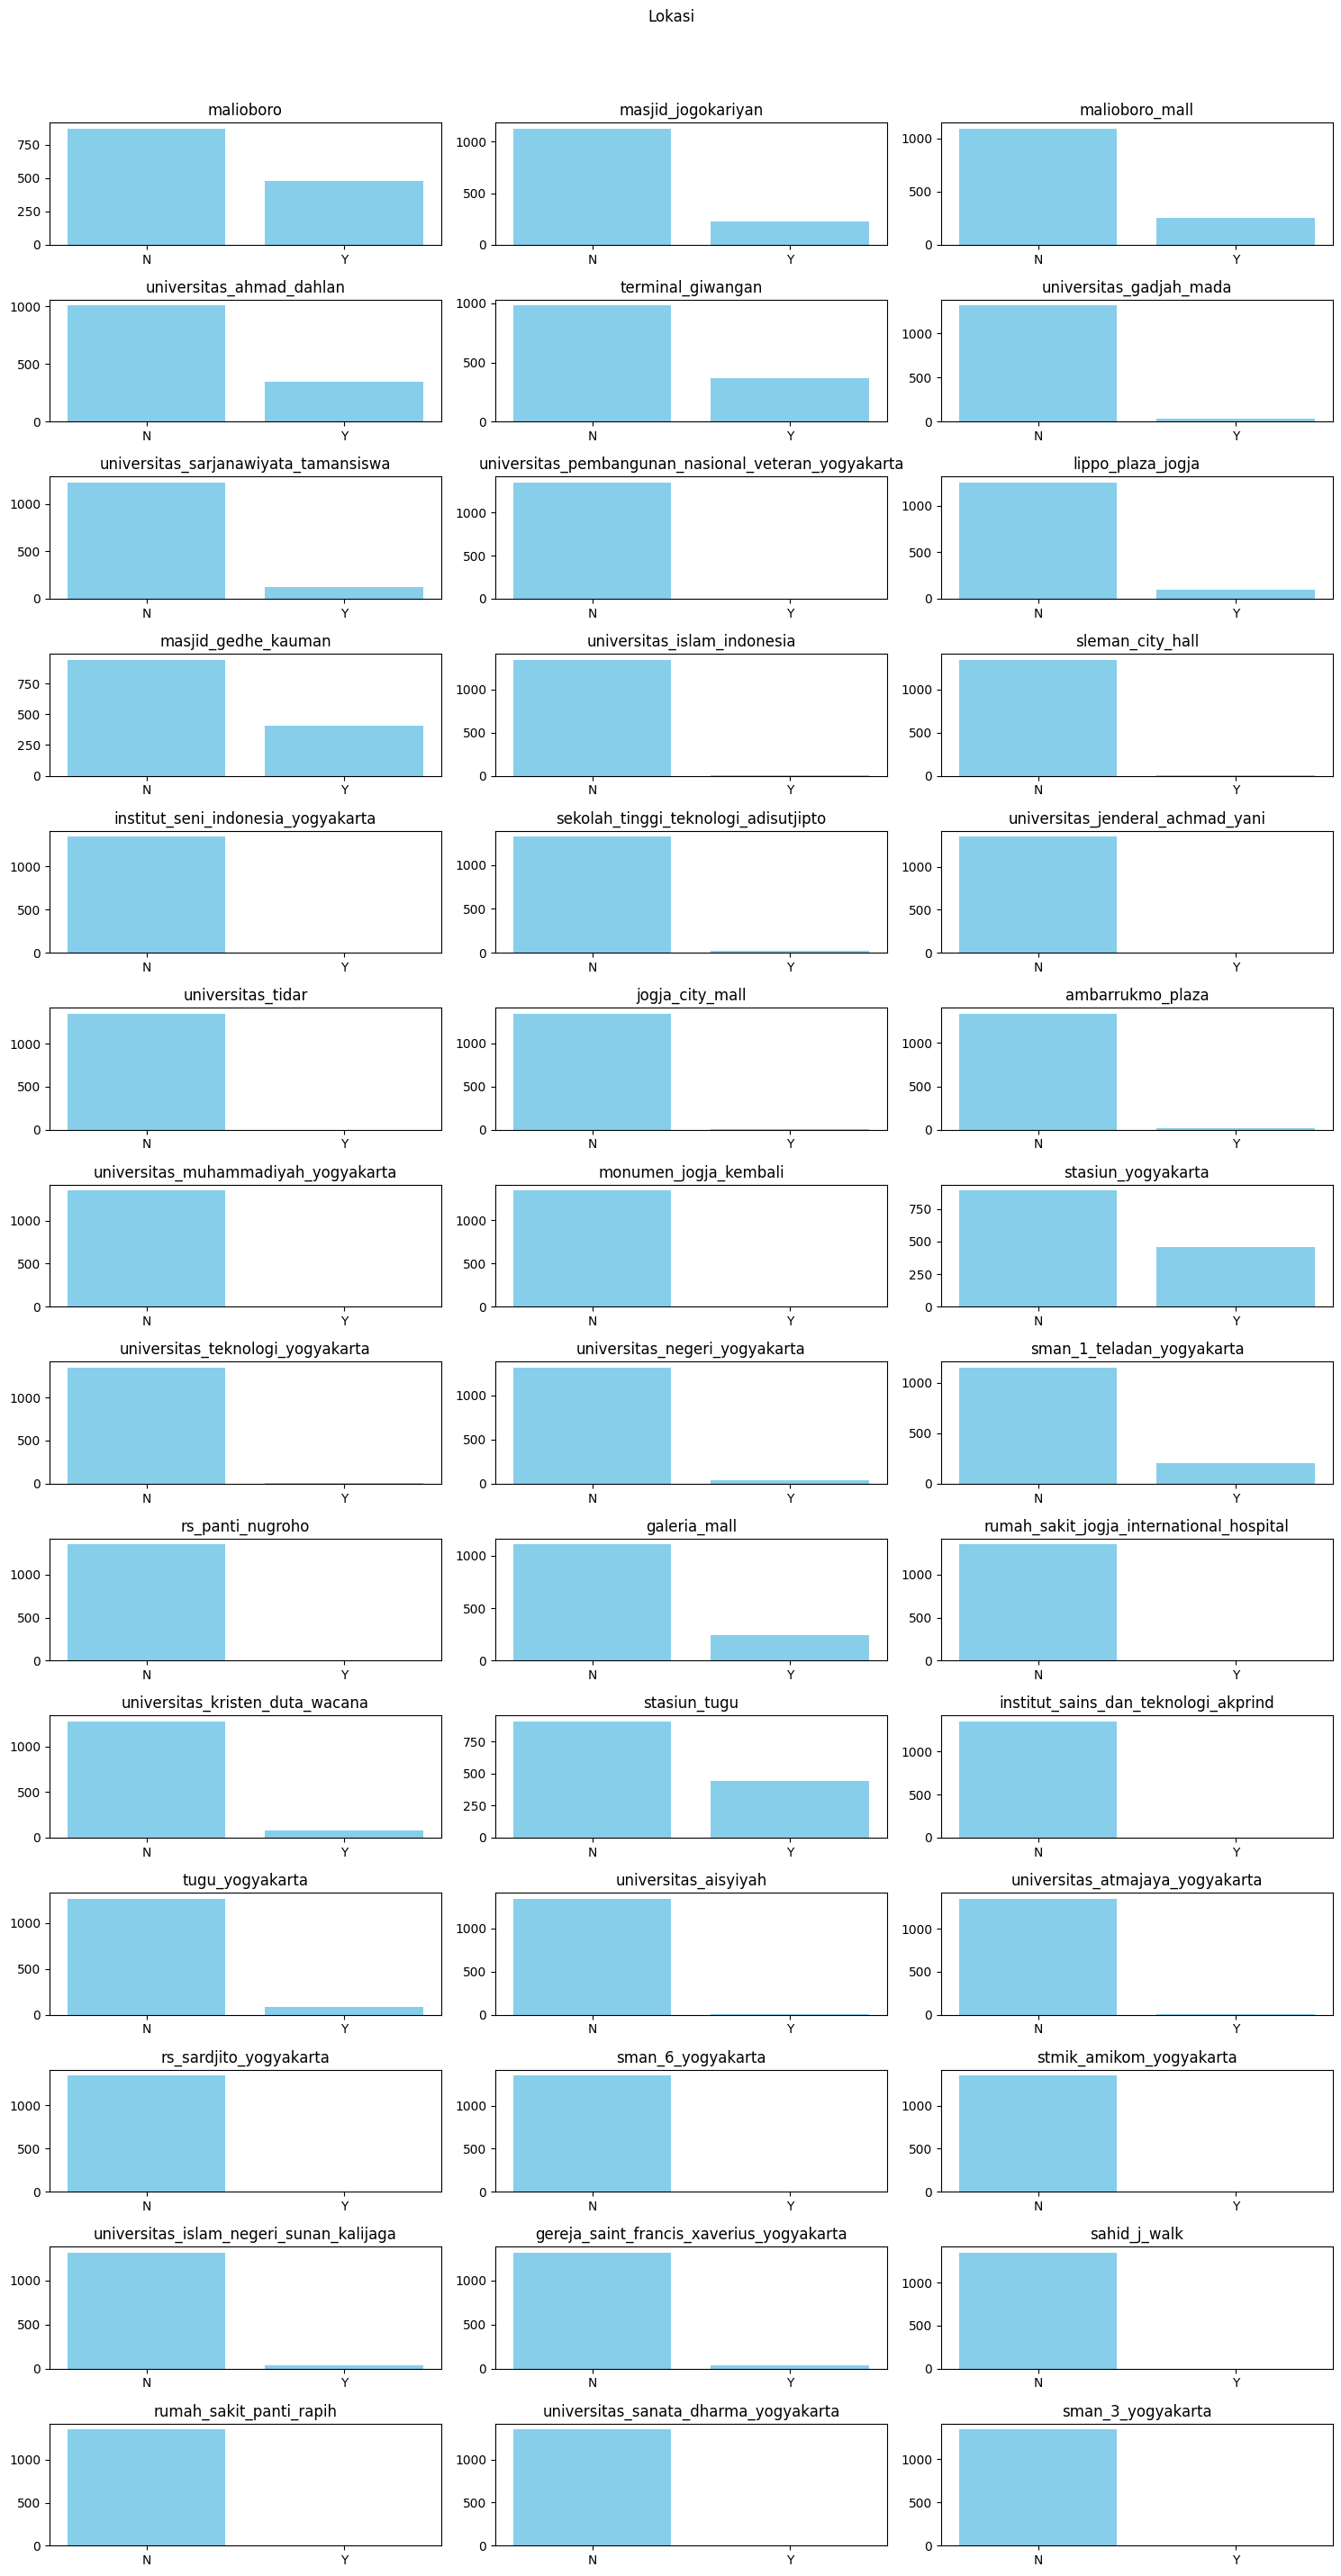 Lokasi
malioboro
masjid_jogokariyan
malioboro_mall
750
500
250
0
N Y
1000
500
0
N Y
1000
500
0
N Y
universitas_ahmad_dahlan
terminal_giwangan
universitas_gadjah_mada
1000
500
0
N Y
1000
500
0
N Y
1000
500
0
N Y
universitas_sarjanawiyata_tamansiswa
universitas_pembangunan_nasional_veteran_yogyakarta
lippo_plaza_jogja
1000
500
0
N Y
1000
500
0
N Y
1000
500
0
N Y
masjid_gedhe_kauman
universitas_islam_indonesia
sleman_city_hall
750
500
250
0
N Y
1000
500
0
N Y
1000
500
0
N Y
institut_seni_indonesia_yogyakarta
sekolah_tinggi_teknologi_adisutjipto
universitas_jenderal_achmad_yani
1000
500
0
N Y
1000
500
0
N Y
1000
500
0
N Y
universitas_tidar
jogja_city_mall
ambarrukmo_plaza
1000
500
0
N Y
1000
500
0
N Y
1000
500
0
N Y
universitas_muhammadiyah_yogyakarta
monumen_jogja_kembali
stasiun_yogyakarta
1000
500
0
N Y
1000
500
0
N Y
750
500
250
0
N Y
universitas_teknologi_yogyakarta
universitas_negeri_yogyakarta
sman_1_teladan_yogyakarta
1000
500
0
N Y
1000
500
0
N Y
1000
500
0
N Y
rs_panti_nugroho
galeria_mall
rumah_sakit_jogja_international_hospital
1000
500
0
N Y
1000
500
0
N Y
1000
500
0
N Y
universitas_kristen_duta_wacana
stasiun_tugu
institut_sains_dan_teknologi_akprind
1000
500
0
N Y
750
500
250
0
N Y
1000
500
0
N Y
tugu_yogyakarta
universitas_aisyiyah
universitas_atmajaya_yogyakarta
1000
500
0
N Y
1000
500
0
N Y
1000
500
0
N Y
rs_sardjito_yogyakarta
sman_6_yogyakarta
stmik_amikom_yogyakarta
1000
500
0
N Y
1000
500
0
N Y
1000
500
0
N Y
universitas_islam_negeri_sunan_kalijaga
gereja_saint_francis_xaverius_yogyakarta
sahid_j_walk
1000
500
0
N Y
1000
500
0
N Y
1000
500
0
N Y
rumah_sakit_panti_rapih
universitas_sanata_dharma_yogyakarta
sman_3_yogyakarta
1000
500
0
N Y
1000
500
0
N Y
1000
500
0
N Y